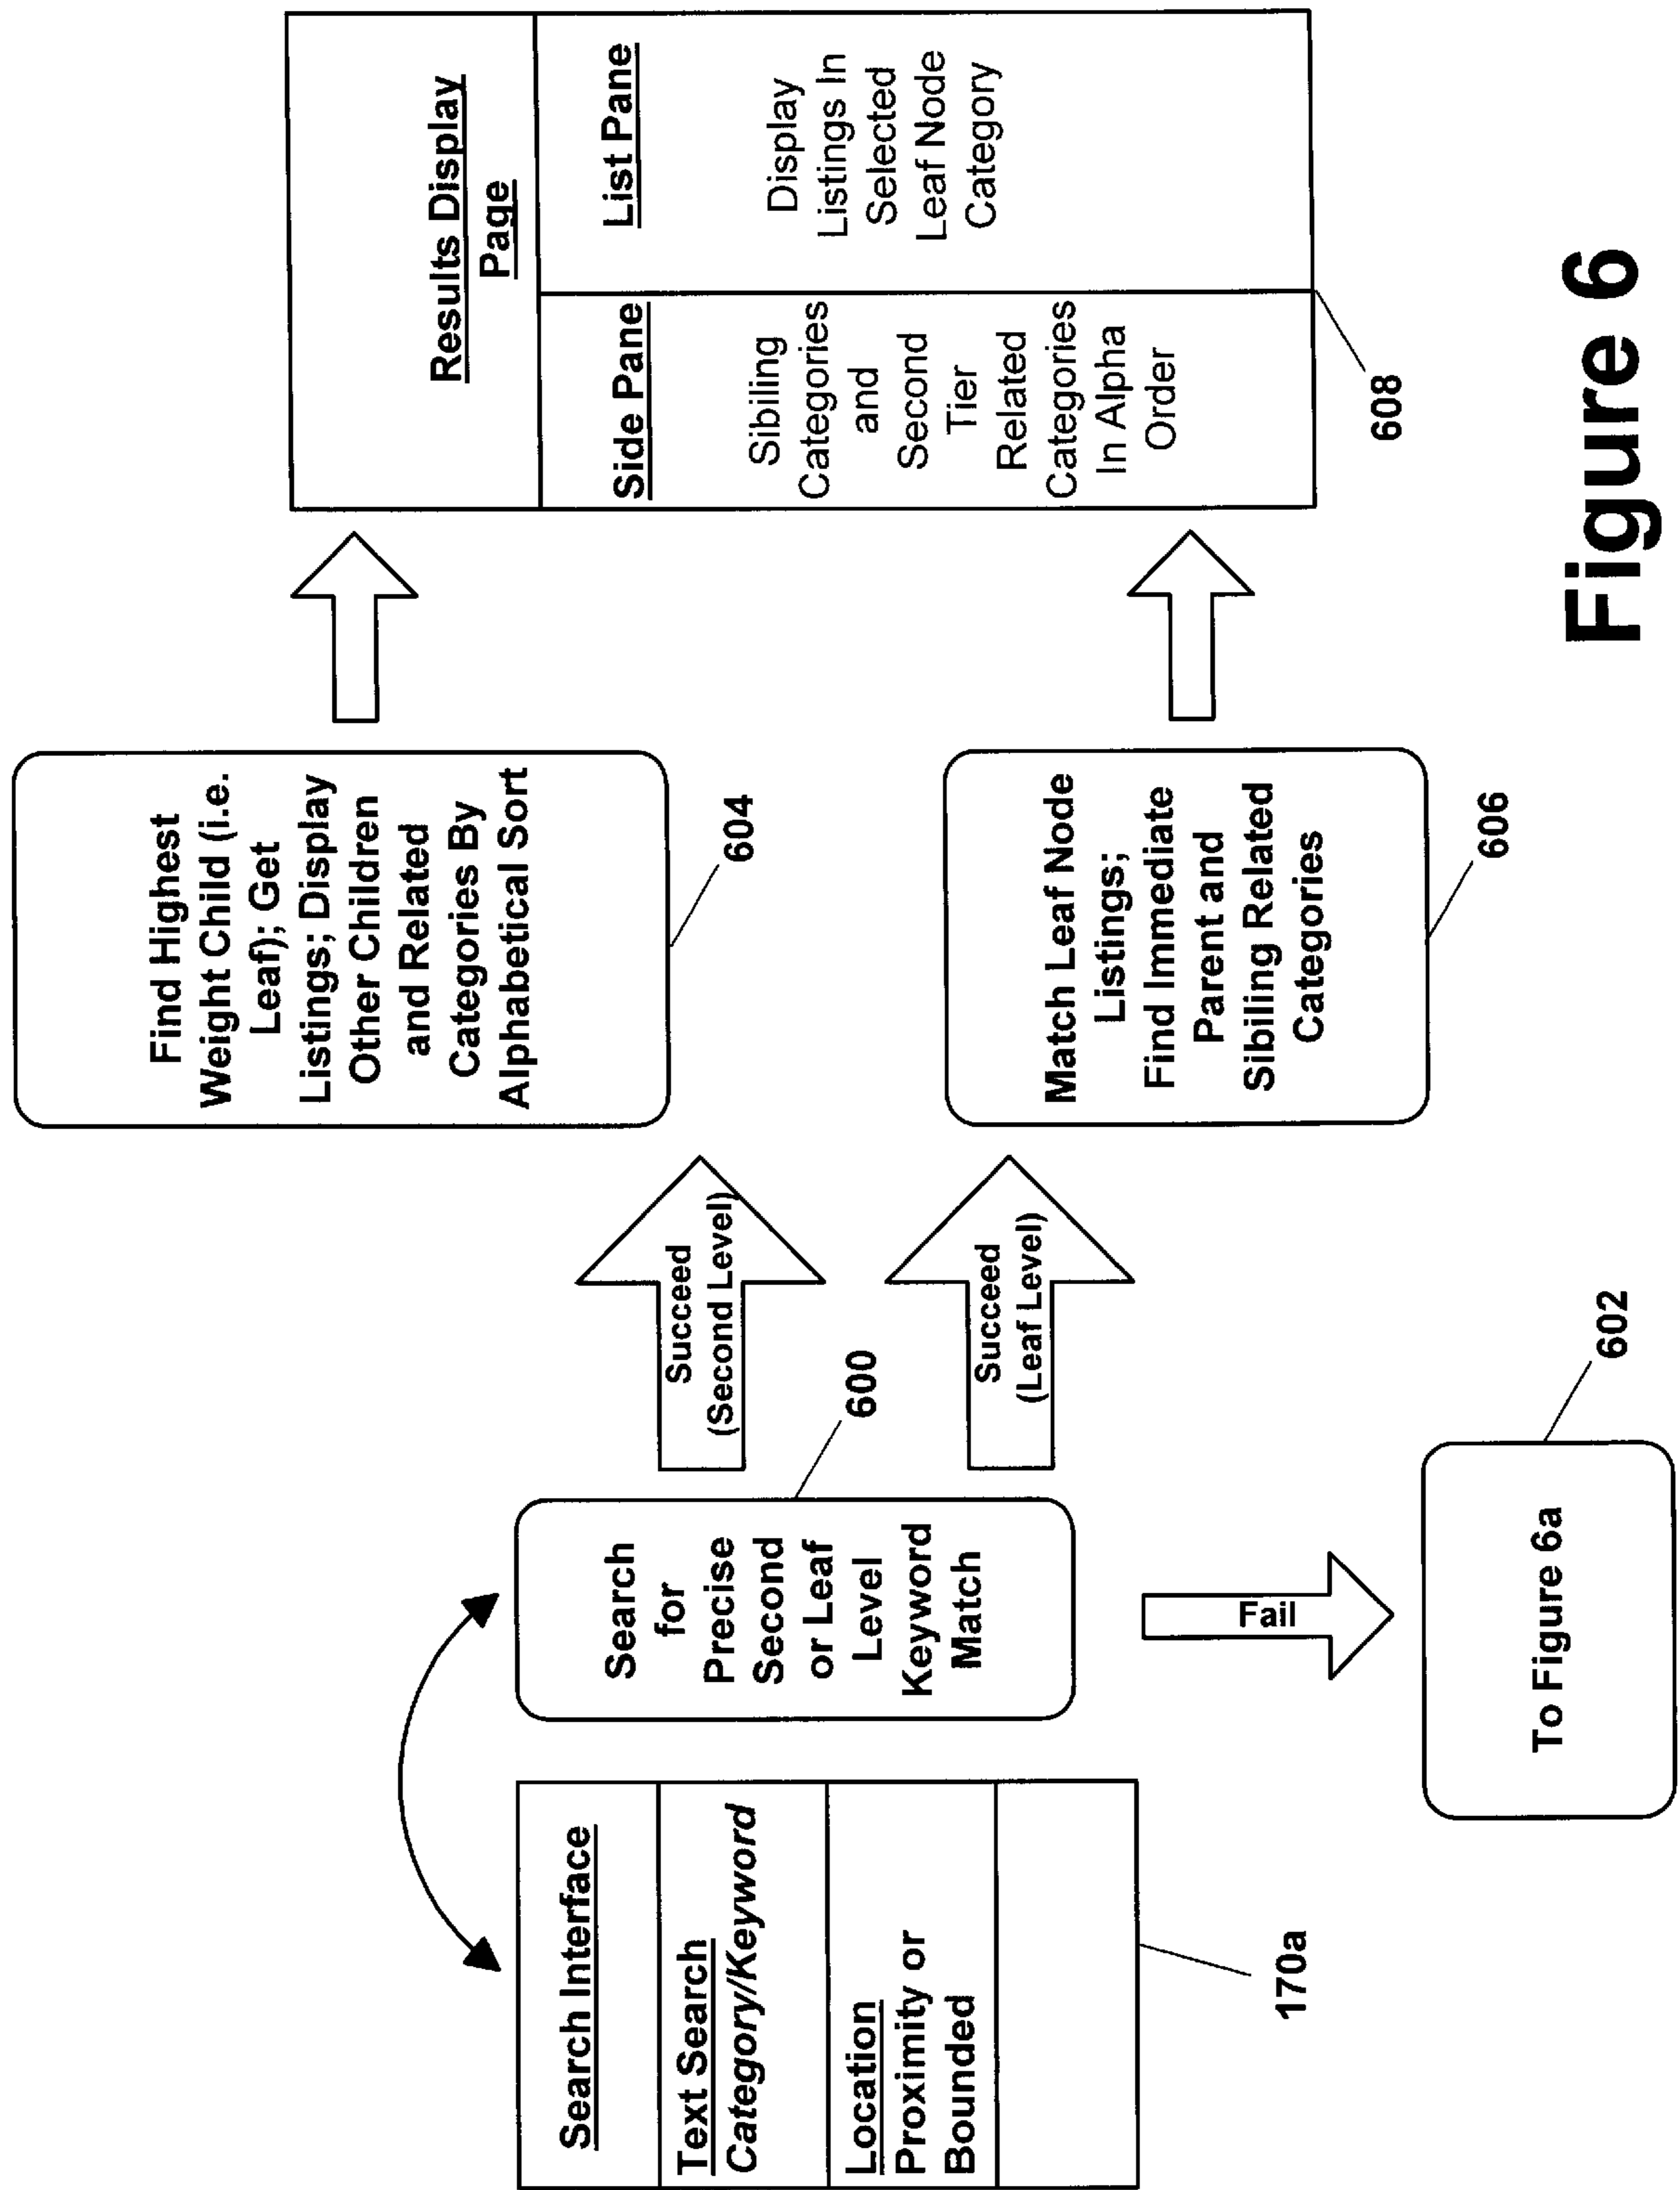 Search Interface
Text Search
Category/Keyword
Location
Proximity or
Bounded
170a
Search
for
Precise
Second
or Leaf
Level
Keyword
Match
600
Succeed
(Second Level)
Succeed
(Leaf Level)
Fail
To Figure 6a
602
Find Highest
Weight Child (i.e.
Leaf); Get
Listings; Display
Other Children
and Related
Categories By
Alphabetical Sort
604
Match Leaf Node
Listings;
Find Immediate
Parent and
Sibiling Related
Categories
606
Results Display
Page
Side Pane
Sibiling
Categories
and
Second
Tier
Related
Categories
In Alpha
Order
List Pane
Display
Listings In
Selected
Leaf Node
Category
608
Figure 6